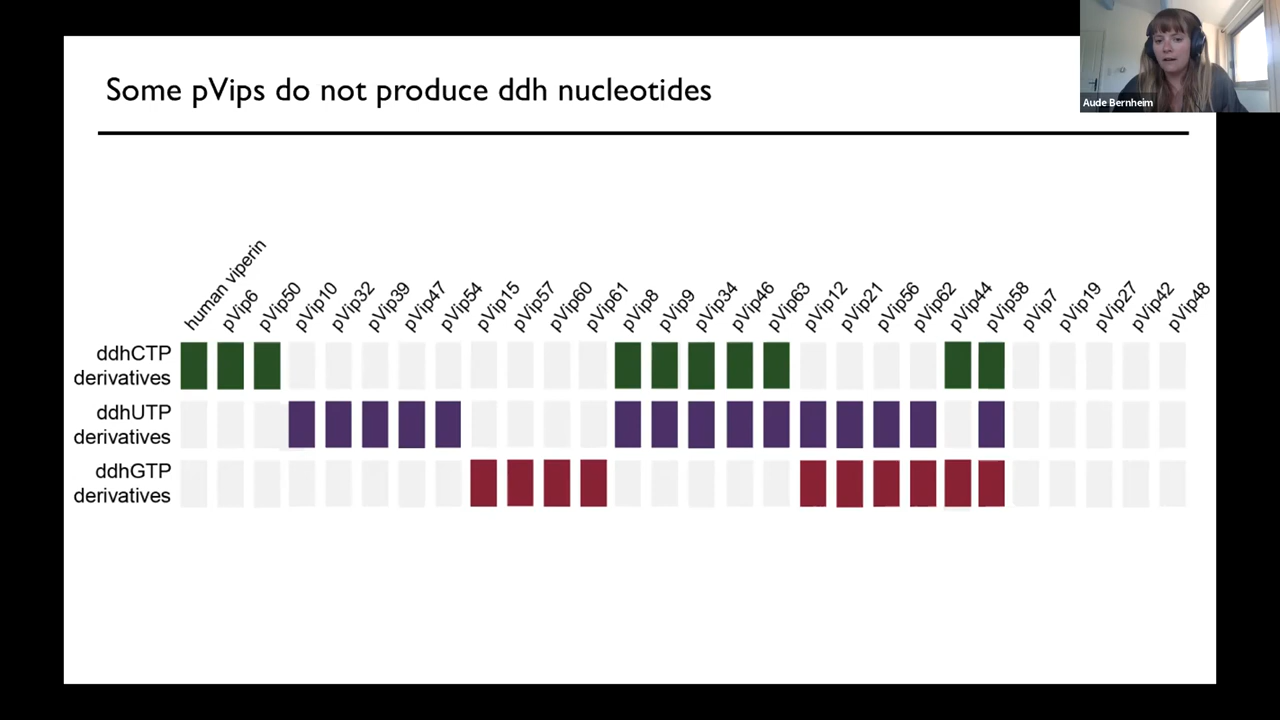 Aude Bernheim
Some pVips do not produce ddh nucleotides
human viperin
pVip6
pVip50
pVip10
pVip32
pVip39
pVip47
pVip54
pVip15
pVip57
pVip60
pVip61
pVip8
pVip9
pVip34
pVip46
pVip63
pVip12
pVip21
pVip56
pVip62
pVip44
pVip58
pVip7
pVip19
pVip27
pVip42
pVip48
ddhCTP
derivatives
ddhUTP
derivatives
ddhGTP
derivatives